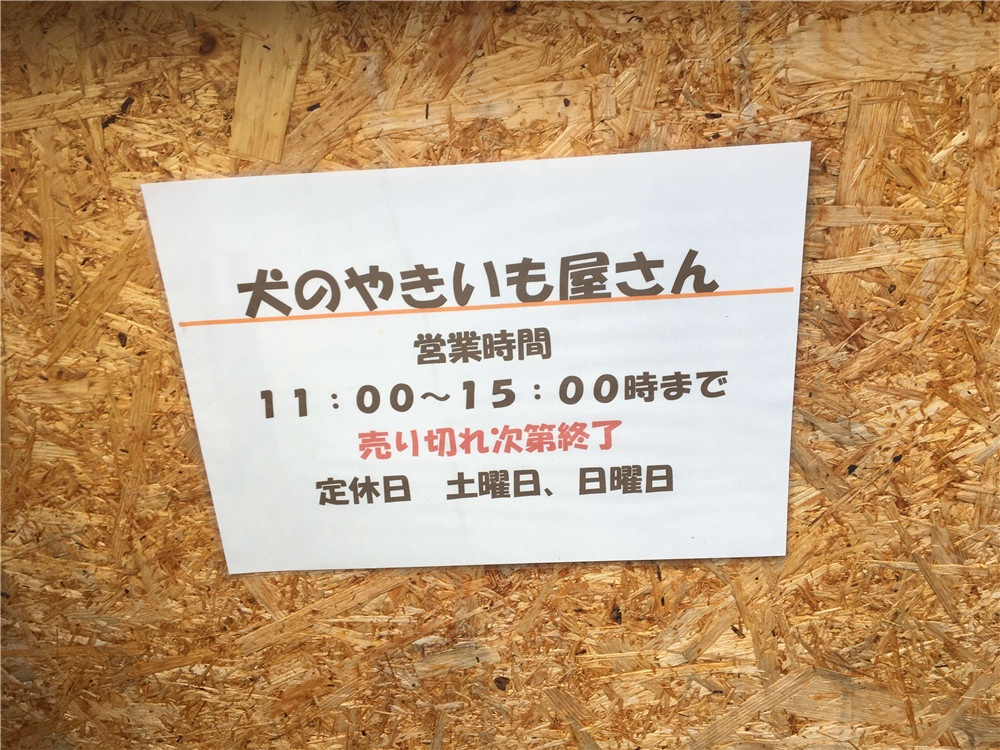 犬のやきいも屋さん
営業時間
１１：００～１５：００時まで
売り切れ次第終了
定休日　土曜日、日曜日